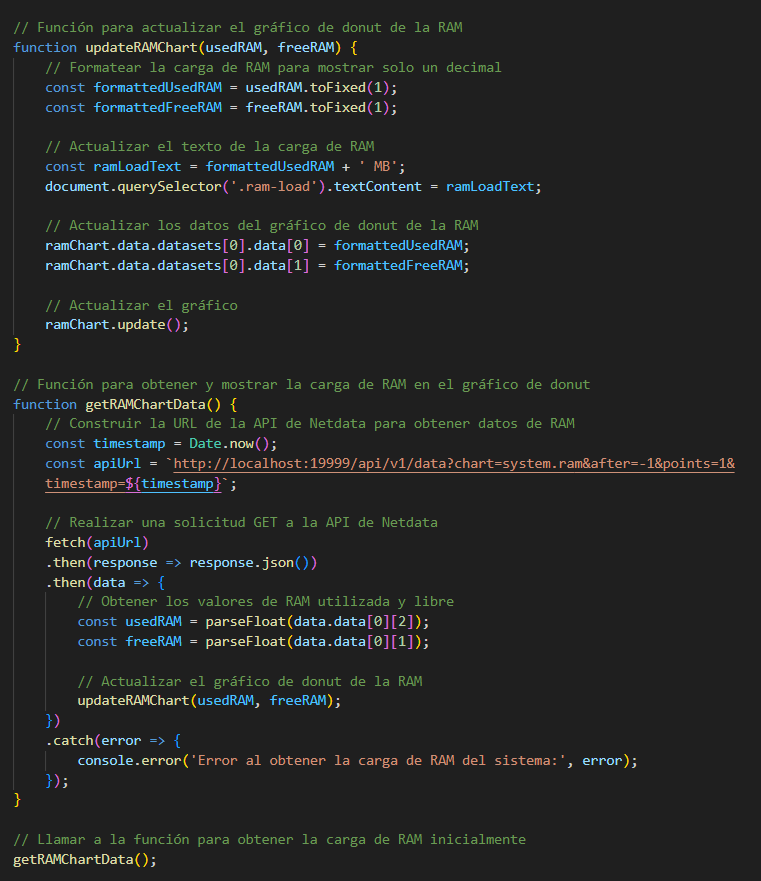 // Función para actualizar el gráfico de donut de la RAM
function updateRAMChart(usedRAM, freeRAM) {
    // Formatear la carga de RAM para mostrar solo un decimal
    const formattedUsedRAM = usedRAM.toFixed(1);
    const formattedFreeRAM = freeRAM.toFixed(1);

    // Actualizar el texto de la carga de RAM
    const ramLoadText = formattedUsedRAM + ' MB';
    document.querySelector('.ram-load').textContent = ramLoadText;

    // Actualizar los datos del gráfico de donut de la RAM
    ramChart.data.datasets[0].data[0] = formattedUsedRAM;
    ramChart.data.datasets[0].data[1] = formattedFreeRAM;

    // Actualizar el gráfico
    ramChart.update();
}

// Función para obtener y mostrar la carga de RAM en el gráfico de donut
function getRAMChartData() {
    // Construir la URL de la API de Netdata para obtener datos de RAM
    const timestamp = Date.now();
    const apiUrl = `http://localhost:19999/api/v1/data?chart=system.ram&after=-1&points=1&
    timestamp=${timestamp}`;

    // Realizar una solicitud GET a la API de Netdata
    fetch(apiUrl)
    .then(response => response.json())
    .then(data => {
        // Obtener los valores de RAM utilizada y libre
        const usedRAM = parseFloat(data.data[0][2]);
        const freeRAM = parseFloat(data.data[0][1]);

        // Actualizar el gráfico de donut de la RAM
        updateRAMChart(usedRAM, freeRAM);
    })
    .catch(error => {
        console.error('Error al obtener la carga de RAM del sistema:', error);
    });
}

// Llamar a la función para obtener la carga de RAM inicialmente
getRAMChartData();